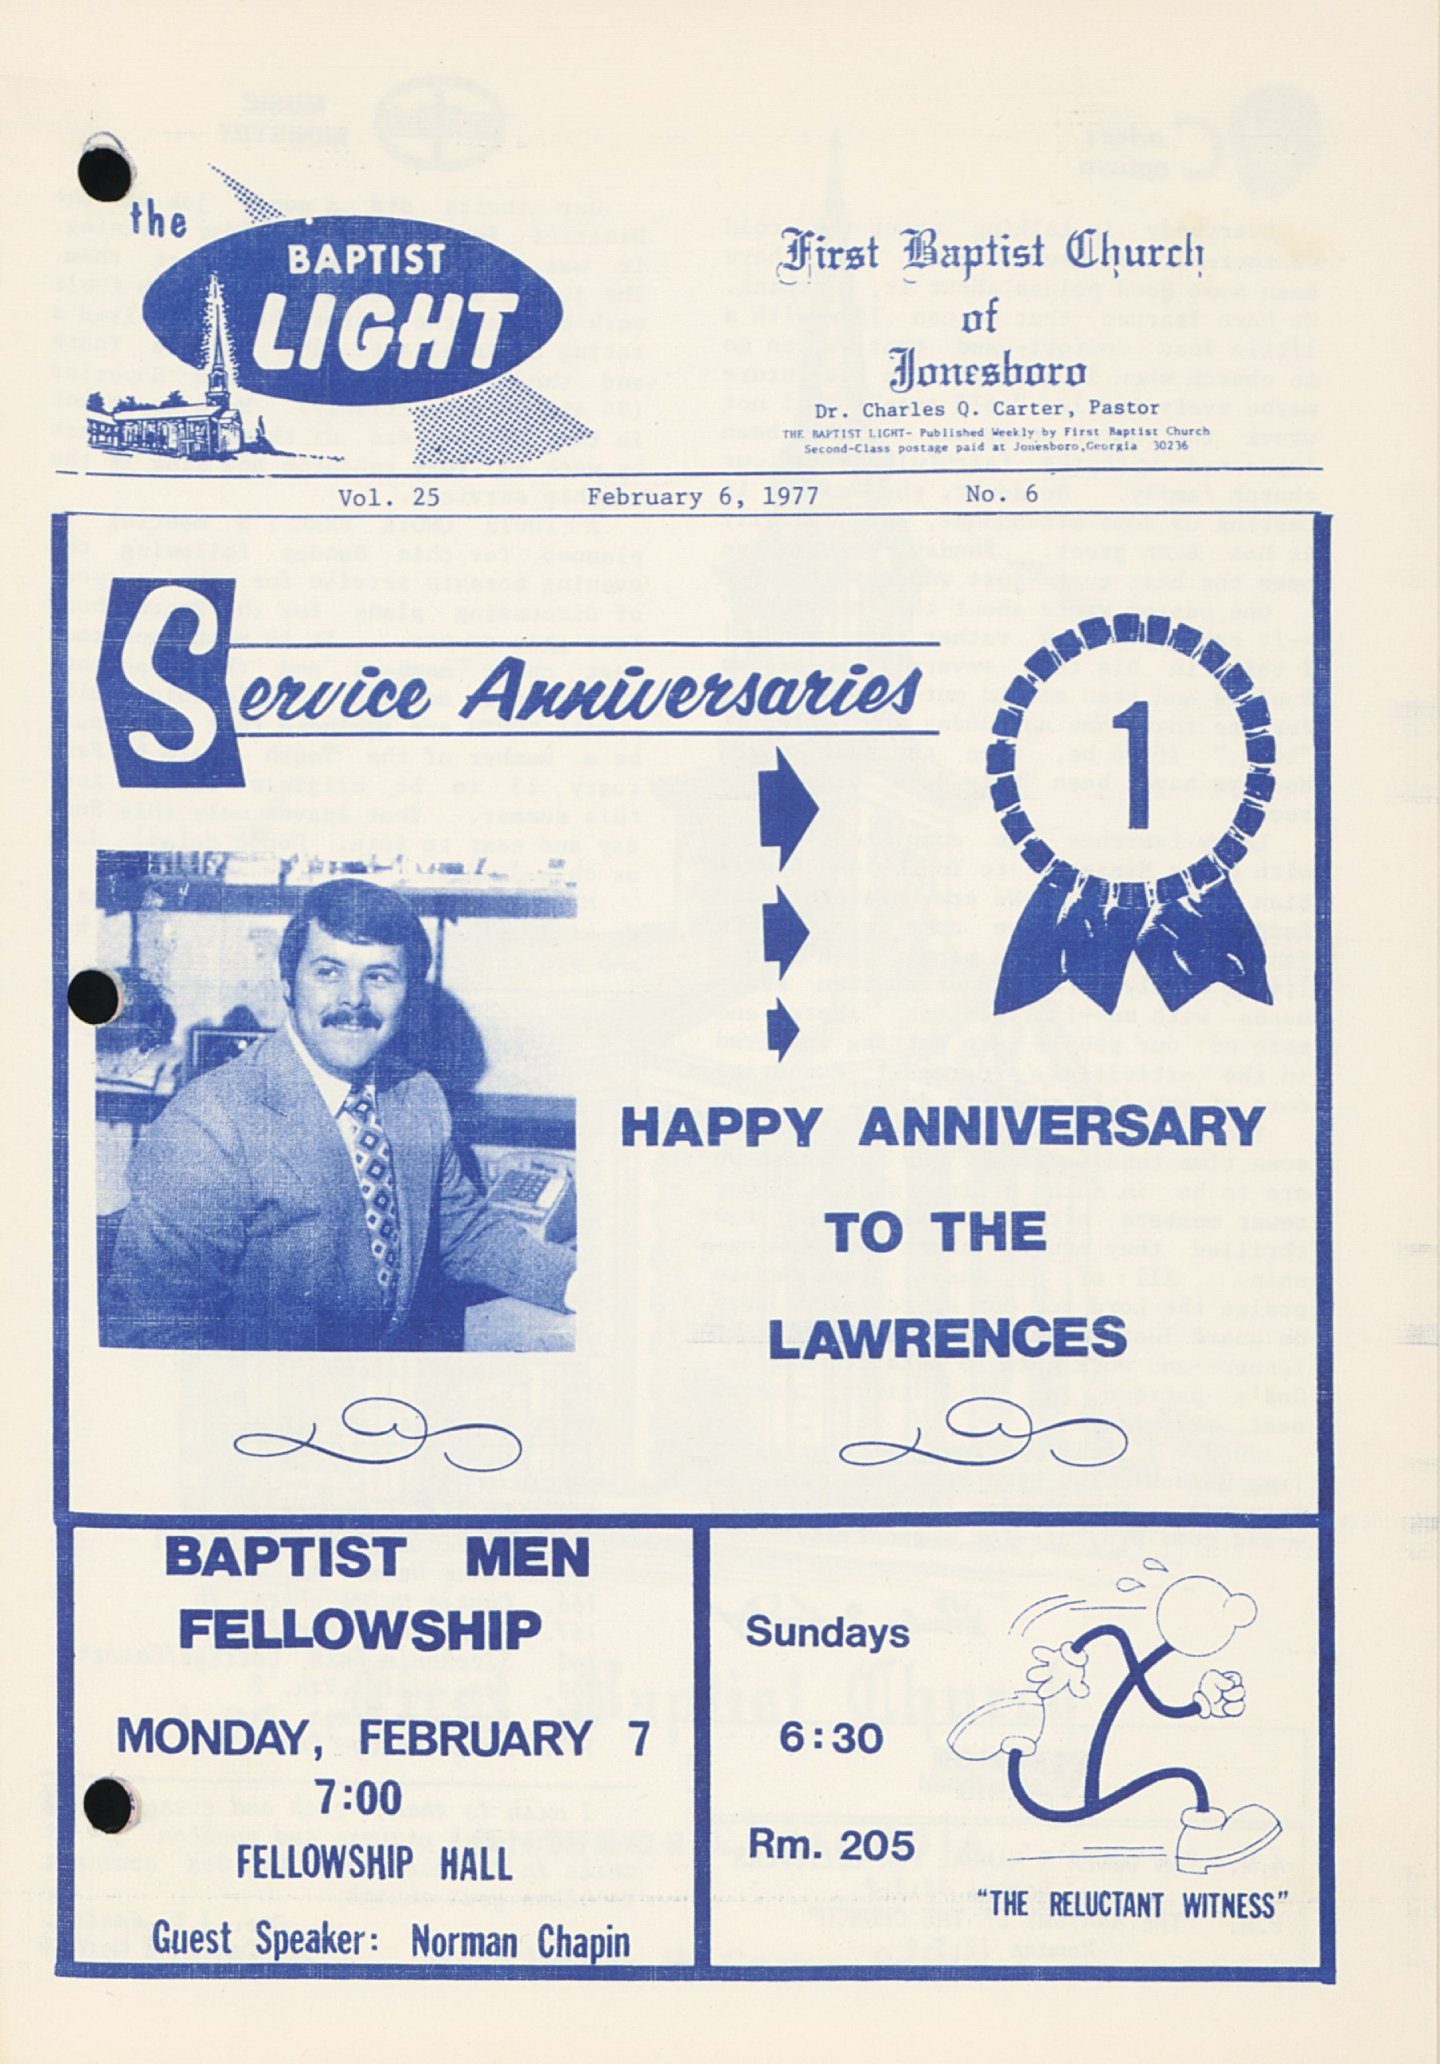 the
BAPTIST
LIGHT
First Baptist Church
of
Jonesboro
Dr. Charles Q. Carter, Pastor
THE BAPTIST LIGHT- Published Weekly by First Baptist Church
Second-Class postage paid at Jonesboro,Georgia 30236
Vol. 25 February 6, 1977 No. 6
Service Anniversaries
1
HAPPY ANNIVERSARY
TO THE
LAWRENCES
BAPTIST MEN
FELLOWSHIP
MONDAY, FEBRUARY 7
7:00
FELLOWSHIP HALL
Guest Speaker: Norman Chapin
Sundays
6:30
Rm. 205
"THE RELUCTANT WITNESS"